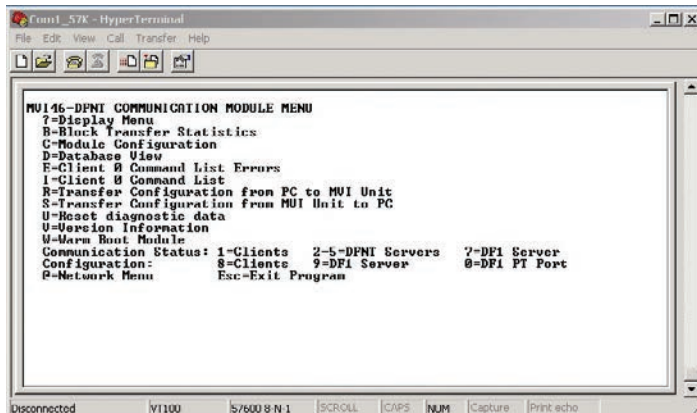 Com1_57K - HyperTerminal
File Edit View Call Transfer Help
MVI46-DFNT COMMUNICATION MODULE MENU
?=Display Menu
B=Block Transfer Statistics
C=Module Configuration
D=Database View
E=Client 0 Command List Errors
I=Client 0 Command List
R=Transfer Configuration from PC to MVI Unit
S=Transfer Configuration from MVI Unit to PC
U=Reset diagnostic data
V=Version Information
W=Warm Boot Module
Communication Status: 1=Clients 2-5=DFNT Servers 7=DF1 Server
Configuration: 8=Clients 9=DF1 Server 0=DF1 PT Port
@=Network Menu Esc=Exit Program
Disconnected VT100 57600 8-N-1 SCROLL CAPS NUM Capture Print echo